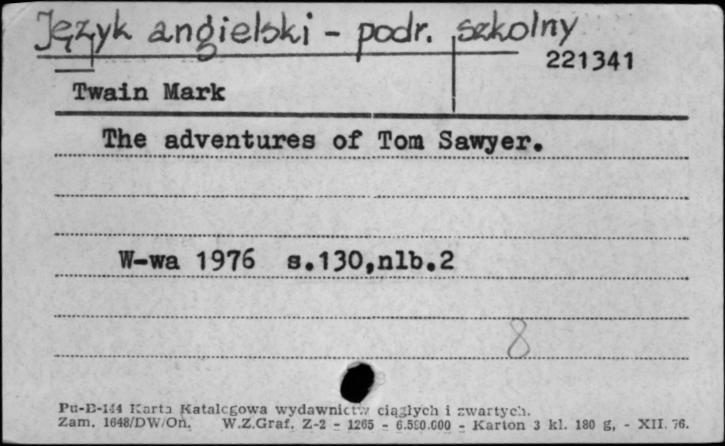 Język angielski - podr. szkolny
221341
Twain Mark
The adventures of Tom Sawyer.
W-wa 1976 s.130,nlb.2
8
Pu-B-144 Karta Katalogowa wydawnictw ciągłych i zwartych.
Zam. 1648/DW/On. W.Z.Graf. Z-2 - 1265 - 6.500.000 - Karton 3 kl. 180 g, - XII. 76.